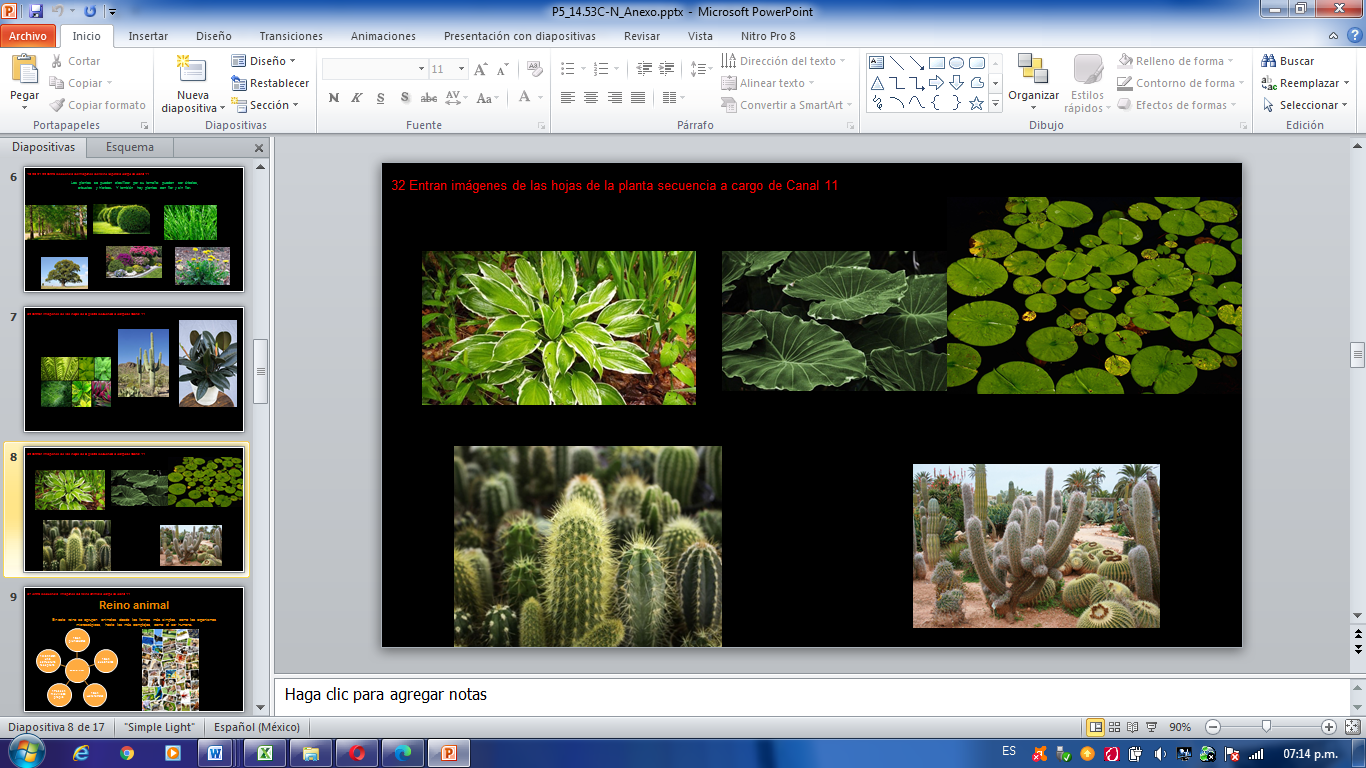 P5_14.53C-N_Anexo.pptx - Microsoft PowerPoint
Archivo Inicio Insertar Diseño Transiciones Animaciones Presentación con diapositivas Revisar Vista Nitro Pro 8
Pegar
Cortar
Copiar
Copiar formato
Portapapeles
Nueva diapositiva
Diseño
Restablecer
Sección
Diapositivas
11
N K S S abc AV Aa A
Fuente
Dirección del texto
Alinear texto
Convertir a SmartArt
Párrafo
Organizar
Estilos rápidos
Relleno de forma
Contorno de forma
Efectos de formas
Dibujo
Buscar
Reemplazar
Seleccionar
Edición
Diapositivas Esquema
6
7
8
9
Reino animal
32 Entran imágenes de las hojas de la planta secuencia a cargo de Canal 11
Haga clic para agregar notas
Diapositiva 8 de 17 "Simple Light" Español (México) 90%
ES 07:14 p.m.